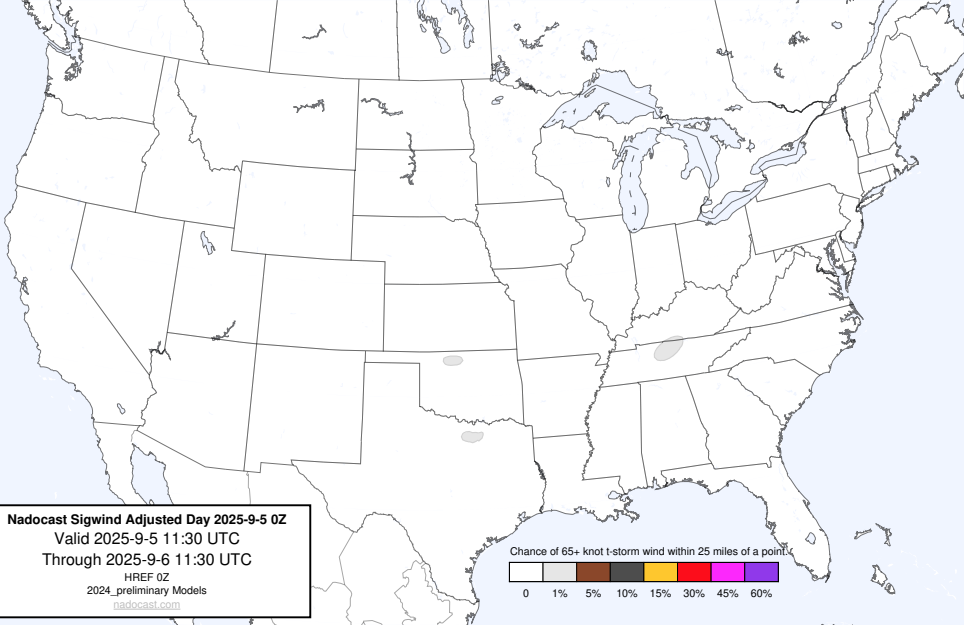 Nadocast Sigwind Adjusted Day 2025-9-5 0Z
Valid 2025-9-5 11:30 UTC
Through 2025-9-6 11:30 UTC
HREF 0Z
2024_preliminary Models
nadocast.com
Chance of 65+ knot t-storm wind within 25 miles of a point.
0 1% 5% 10% 15% 30% 45% 60%